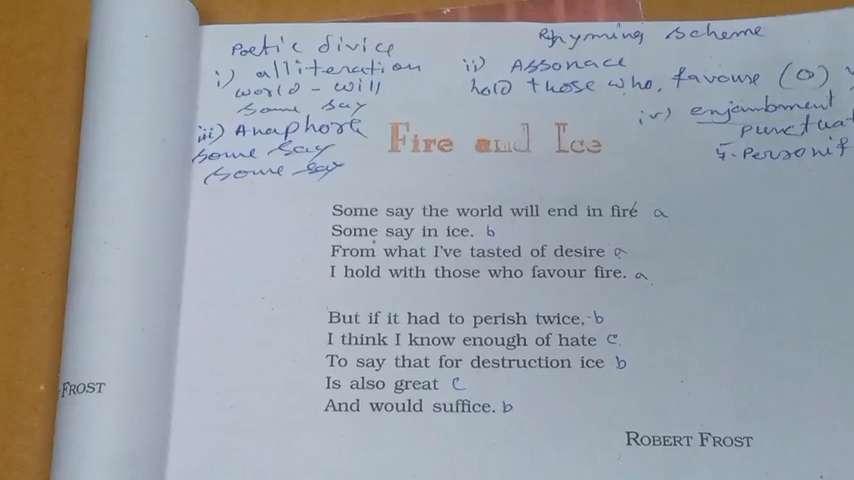 Poetic divice
Rhyming scheme
i) alliteration
world - will
some say
ii) Assonace
hold those who, favouse (o)
iii) Anaphora
some say
some say
iv) enjambment
punctuat
5. Personif
Fire and Ice
Some say the world will end in fire a
Some say in ice. b
From what I've tasted of desire a
I hold with those who favour fire. a
But if it had to perish twice, b
I think I know enough of hate c
To say that for destruction ice b
Is also great c
And would suffice. b
ROBERT FROST
FROST